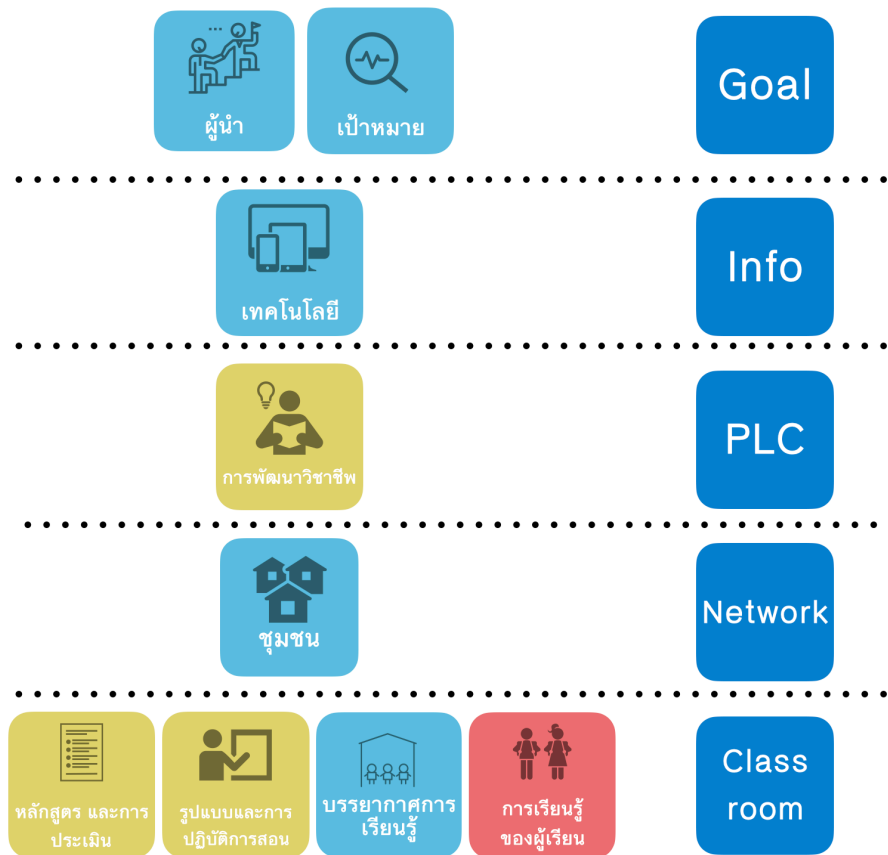 ...
ผู้นำ
เป้าหมาย
Goal
เทคโนโลยี
Info
การพัฒนาวิชาชีพ
PLC
ชุมชน
Network
หลักสูตร และการ
ประเมิน
รูปแบบและการ
ปฏิบัติการสอน
บรรยากาศการ
เรียนรู้
การเรียนรู้
ของผู้เรียน
Class
room